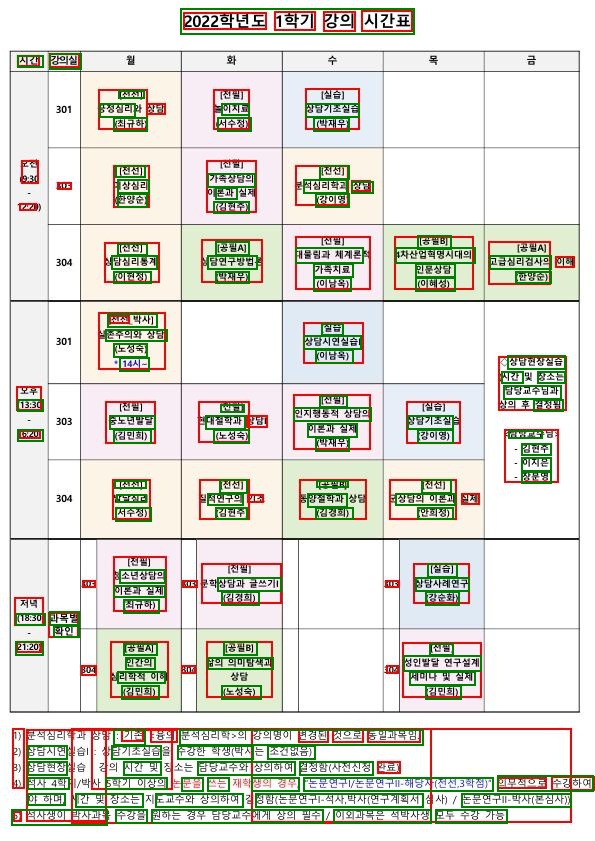 2022학년도 1학기 강의 시간표
시간 강의실 월 화 수 목 금
오전
(9:30
-
12:20)
301
[전선]
긍정심리와 상담
(최규하)
[전필]
놀이치료
(서수정)
[실습]
상담기초실습
(박재우)
303
[전선]
이상심리
(한양순)
[전필]
가족상담의
이론과 실제
(김현주)
[전선]
분석심리학과 상담
(강이영)
304
[전선]
상담심리통계
(이현정)
[공필A]
상담연구방법론
(박재우)
[전필]
대물림과 체계론적
가족치료
(이남옥)
[공필B]
4차산업혁명시대의
인문상담
(이혜성)
[공필A]
고급심리검사의 이해
(한양순)
오후
(13:30
-
16:20)
301
[전선 박사]
실존주의와 상담
(노성숙)
* 14시~
[실습]
상담시연실습I
(이남옥)
303
[전선]
중노년발달
(김민희)
[전필]
현대철학과 상담I
(노성숙)
[전필]
인지행동적 상담의
이론과 실제
(박재우)
[실습]
상담기초실습
(강이영)
304
[전선]
(서수정)
[전선]
질적연구의
(김현주)
[공필B]
동양철학과 상담
(김경희)
[전선]
상담의 이론과 실제
(안희정)
상담현장실습
시간 및 장소는
담당교수님과
상의 후 결정됨
담당교수님:
- 김현주
- 이지은
- 장문영
저녁
(18:30
-
21:20)
과목별
확인
303
[전필]
청소년상담의
이론과 실제
(최규하)
303
[전필]
문학상담과 글쓰기I
(김경희)
303
[실습]
상담사례연구
(강순화)
304
[공필A]
인간의
심리학적 이해
(김민희)
304
[공필B]
삶의 의미탐색과
상담
(노성숙)
304
[전필]
성인발달 연구설계
세미나 및 실제
(김민희)
1) 분석심리학과 상담 : 기존 <융의 분석심리학>의 강의명이 변경된 것으로 동일과목임.
2) 상담시연실습I : 상담기초실습을 수강한 학생(박사는 조건없음)
3) 상담현장실습 강의 시간 및 장소는 담당교수와 상의하여 결정함(사전신청 완료)
4) 석사 4학기/박사 5학기 이상의 논문을 쓰는 재학생의 경우, "논문연구I/논문연구II-해당자(전선,3학점)" 의무적으로 수강하여
야 하며, 시간 및 장소는 지도교수와 상의하여 결정함(논문연구I-석사,박사(연구계획서 심사) / 논문연구II-박사(본심사))
석사생이 박사과목 수강을 원하는 경우 담당교수에게 상의 필수 / 이외과목은 석박사생 모두 수강 가능